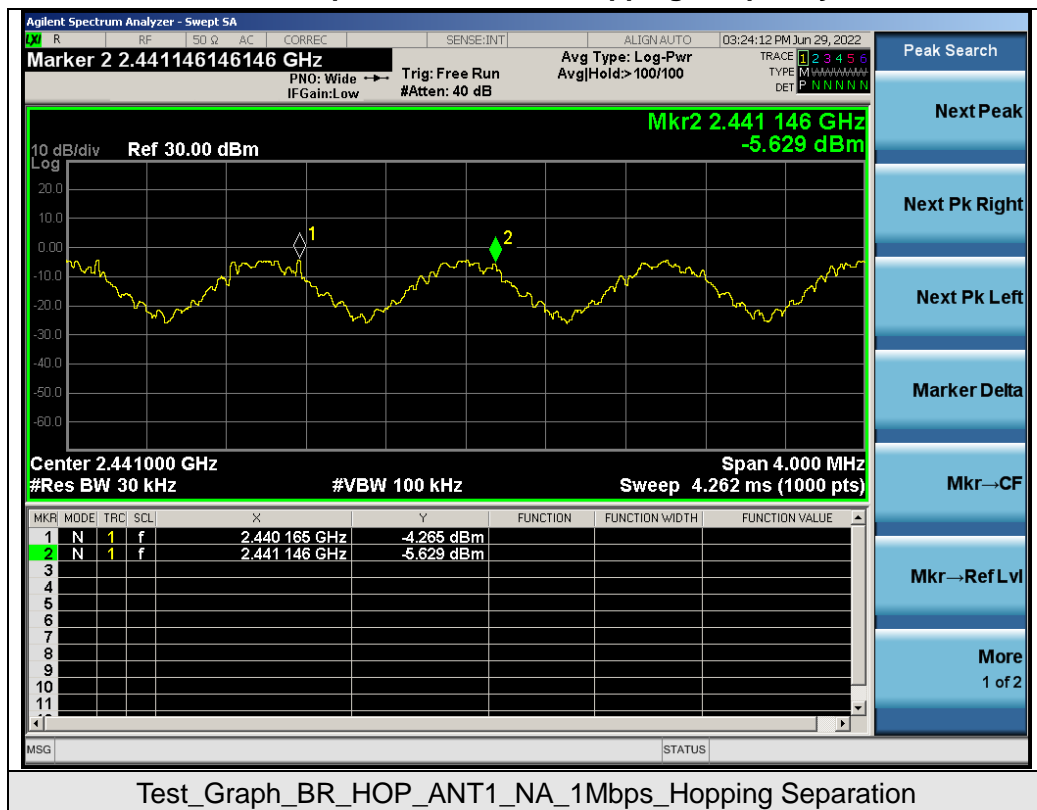 Agilent Spectrum Analyzer - Swept SA
LXI R RF 50 Ω AC CORREC SENSE:INT ALIGN AUTO 03:24:12 PM Jun 29, 2022
Marker 2 2.441146146146 GHz
PNO: Wide Trig: Free Run Avg Type: Log-Pwr TRACE 1 2 3 4 5 6
IFGain:Low #Atten: 40 dB Avg|Hold:>100/100 TYPE M WWWWW
DET P N N N N N
Mkr2 2.441 146 GHz
-5.629 dBm
10 dB/div Ref 30.00 dBm
Log
20.0
10.0
0.00
-10.0
-20.0
-30.0
-40.0
-50.0
-60.0
1
2
Center 2.441000 GHz Span 4.000 MHz
#Res BW 30 kHz #VBW 100 kHz Sweep 4.262 ms (1000 pts)
MKR MODE TRC SCL X Y FUNCTION FUNCTION WIDTH FUNCTION VALUE
1 N 1 f 2.440 165 GHz -4.265 dBm
2 N 1 f 2.441 146 GHz -5.629 dBm
3
4
5
6
7
8
9
10
11
MSG STATUS
Peak Search
Next Peak
Next Pk Right
Next Pk Left
Marker Delta
Mkr→CF
Mkr→Ref Lvl
More
1 of 2
Test_Graph_BR_HOP_ANT1_NA_1Mbps_Hopping Separation